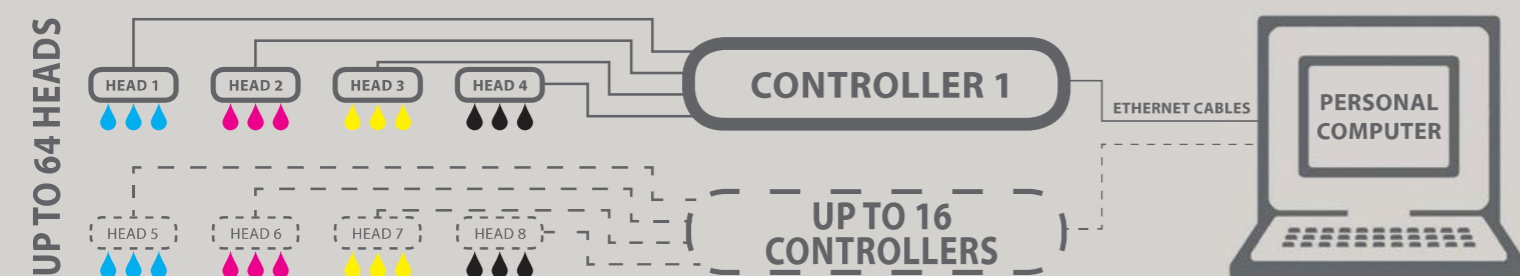 UP TO 64 HEADS
HEAD 1
HEAD 2
HEAD 3
HEAD 4
CONTROLLER 1
ETHERNET CABLES
PERSONAL
COMPUTER
HEAD 5
HEAD 6
HEAD 7
HEAD 8
UP TO 16
CONTROLLERS